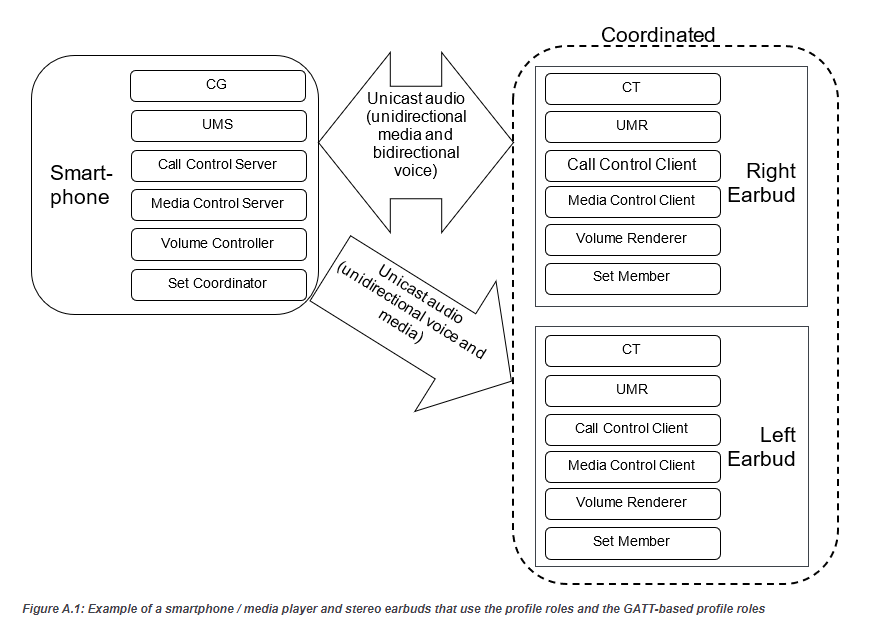 Coordinated
CG
UMS
Call Control Server
Media Control Server
Volume Controller
Set Coordinator
Smart-
phone
Unicast audio
(unidirectional
media and
bidirectional
voice)
Unicast audio
(unidirectional voice and
media)
CT
UMR
Call Control Client
Media Control Client
Volume Renderer
Set Member
Right
Earbud
CT
UMR
Call Control Client
Media Control Client
Volume Renderer
Set Member
Left
Earbud
Figure A.1: Example of a smartphone / media player and stereo earbuds that use the profile roles and the GATT-based profile roles